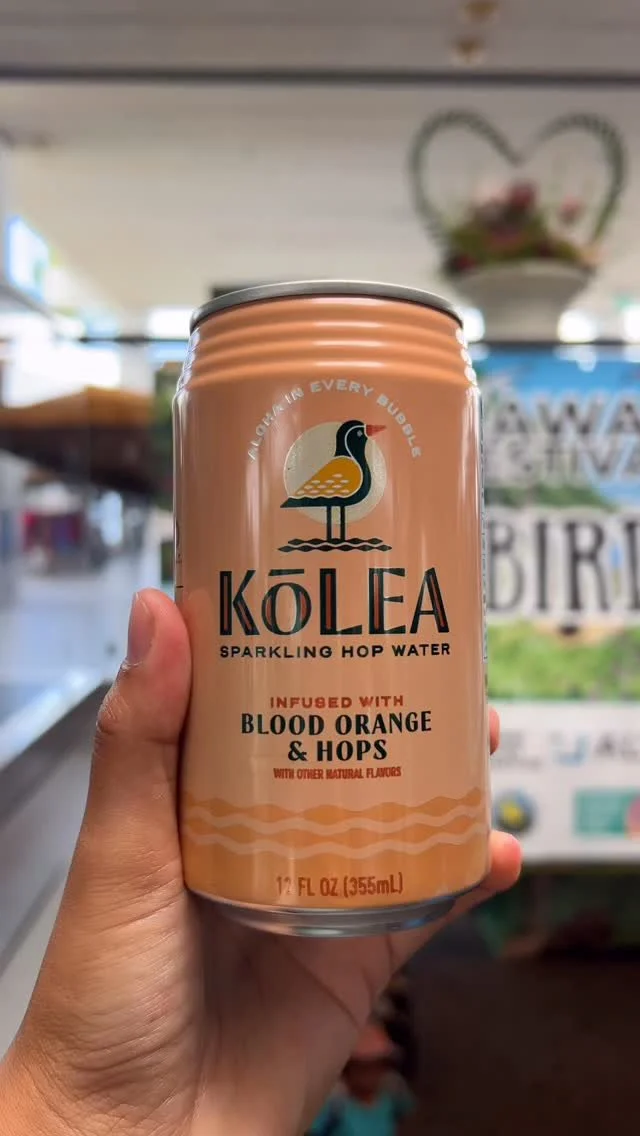 ALOHA IN EVERY BUBBLE
KōLEA
SPARKLING HOP WATER
INFUSED WITH
BLOOD ORANGE
& HOPS
WITH OTHER NATURAL FLAVORS
12 FL OZ (355mL)